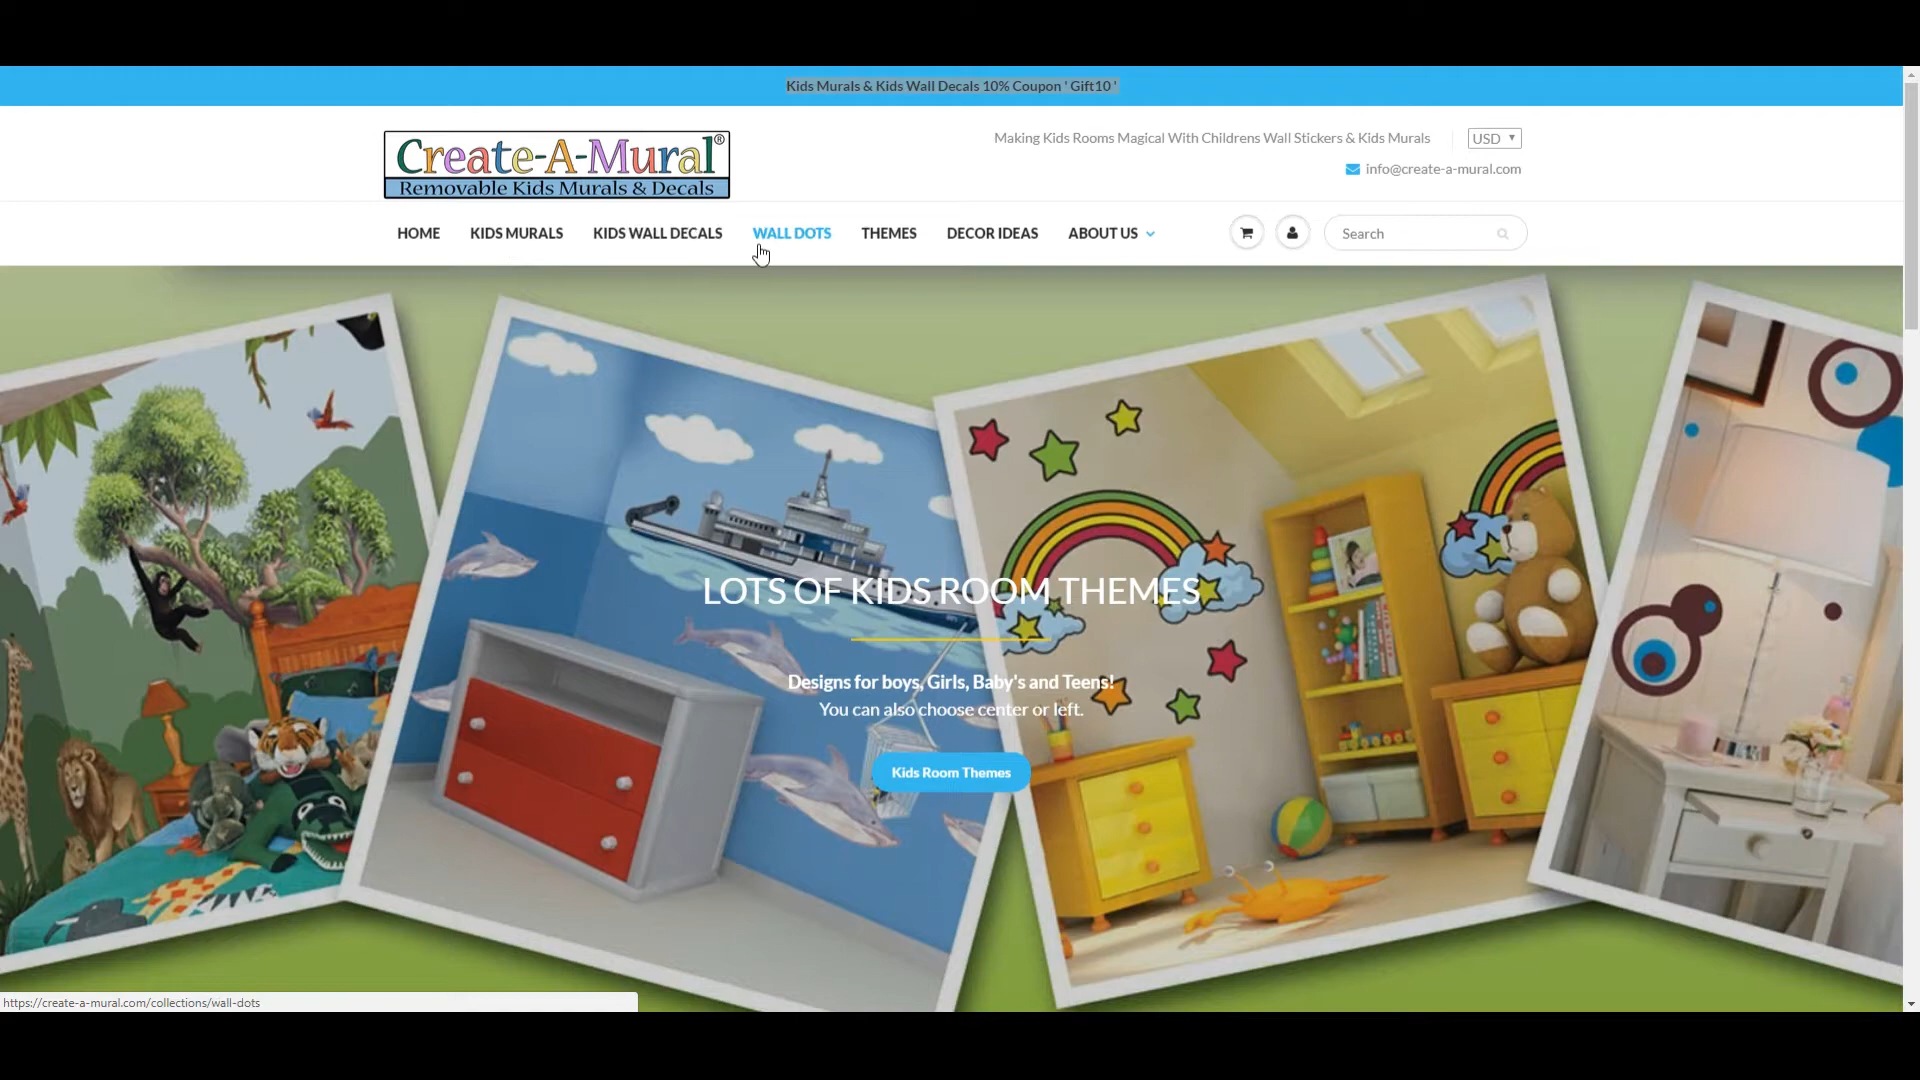 Kids Murals & Kids Wall Decals 10% Coupon ' Gift10 '
Create-A-Mural®
Removable Kids Murals & Decals
Making Kids Rooms Magical With Childrens Wall Stickers & Kids Murals
USD
info@create-a-mural.com
HOME KIDS MURALS KIDS WALL DECALS WALL DOTS THEMES DECOR IDEAS ABOUT US
Search
LOTS OF KIDS ROOM THEMES
Designs for boys, Girls, Baby's and Teens!
You can also choose center or left.
Kids Room Themes
https://create-a-mural.com/collections/wall-dots